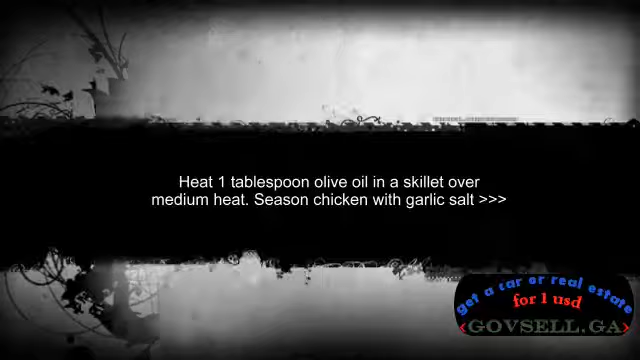 Heat 1 tablespoon olive oil in a skillet over
medium heat. Season chicken with garlic salt >>>
get a car or real estate
for 1 usd
<GOVSELL.GA>